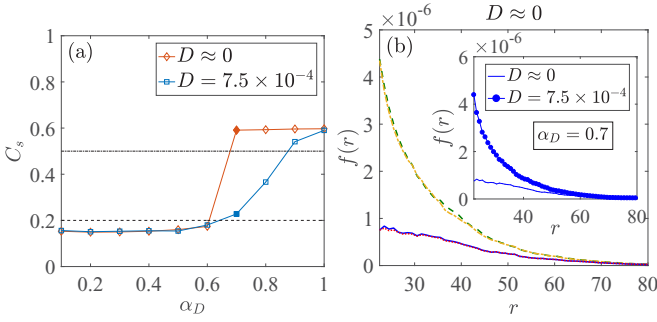 (a)
D ≈ 0
D = 7.5 × 10⁻⁴
1
0.8
0.6
0.4
0.2
0
C_s
0.2 0.4 0.6 0.8 1
α_D
×10⁻⁶ D ≈ 0
(b)
5
4
3
2
1
0
f(r)
30 40 50 60 70 80
r
×10⁻⁶
6
4
2
0
f(r)
D ≈ 0
D = 7.5 × 10⁻⁴
α_D = 0.7
40 60 80
r